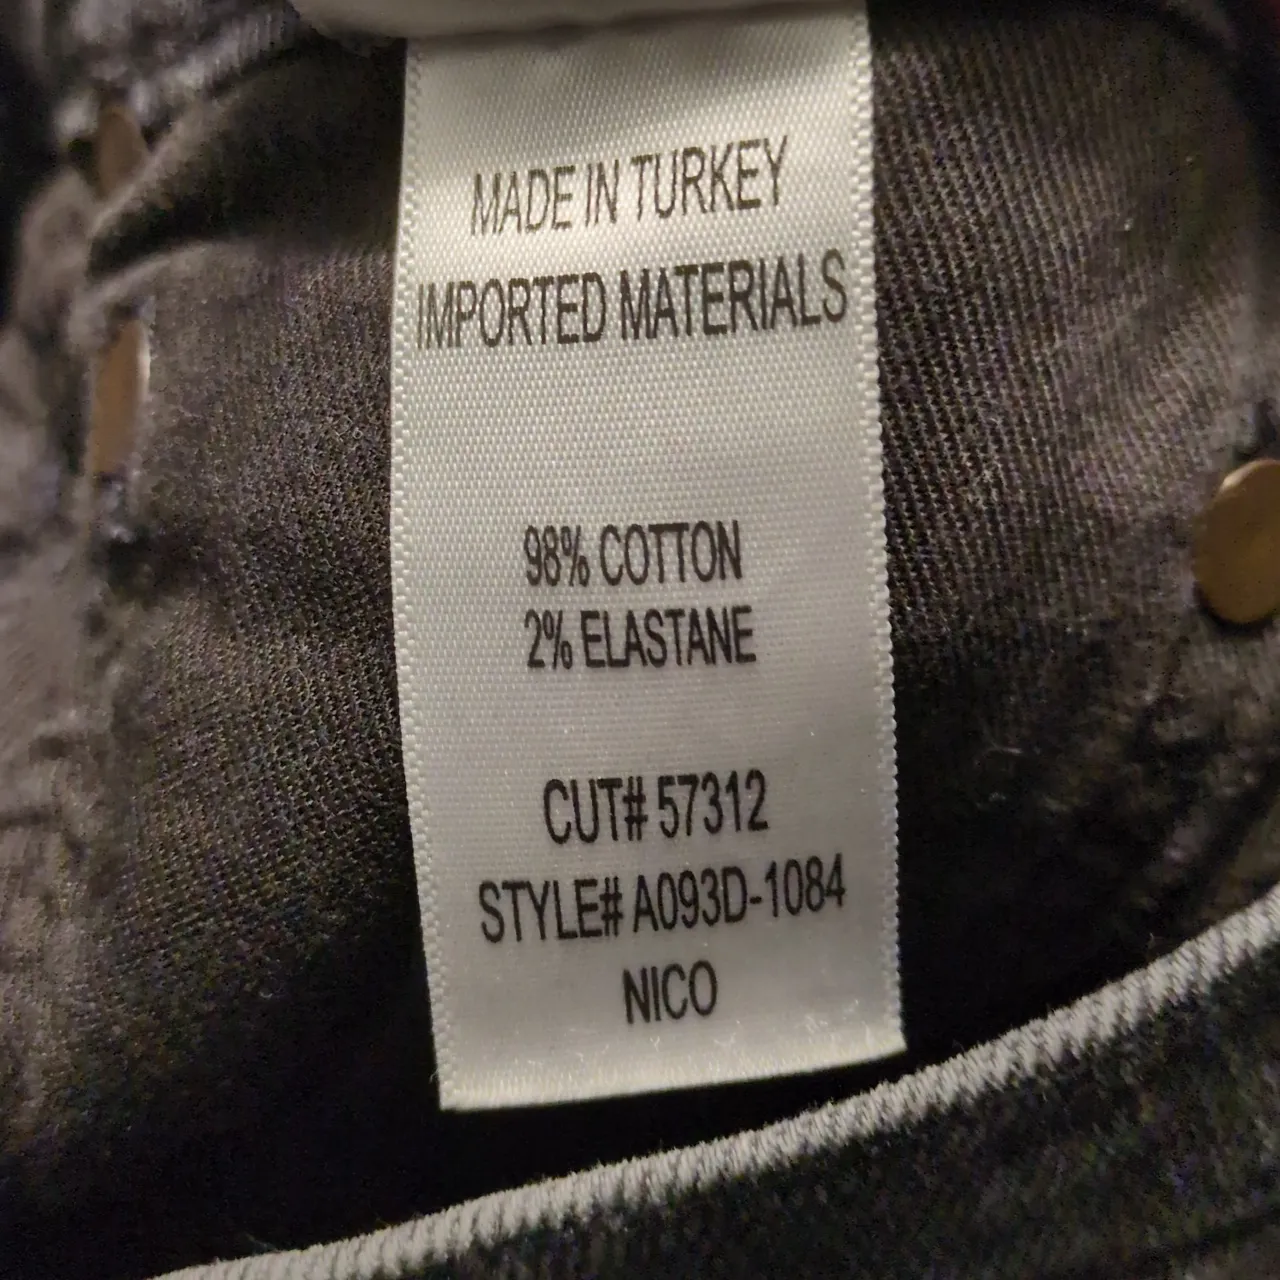 MADE IN TURKEY
IMPORTED MATERIALS
98% COTTON
2% ELASTANE
CUT# 57312
STYLE# A093D-1084
NICO